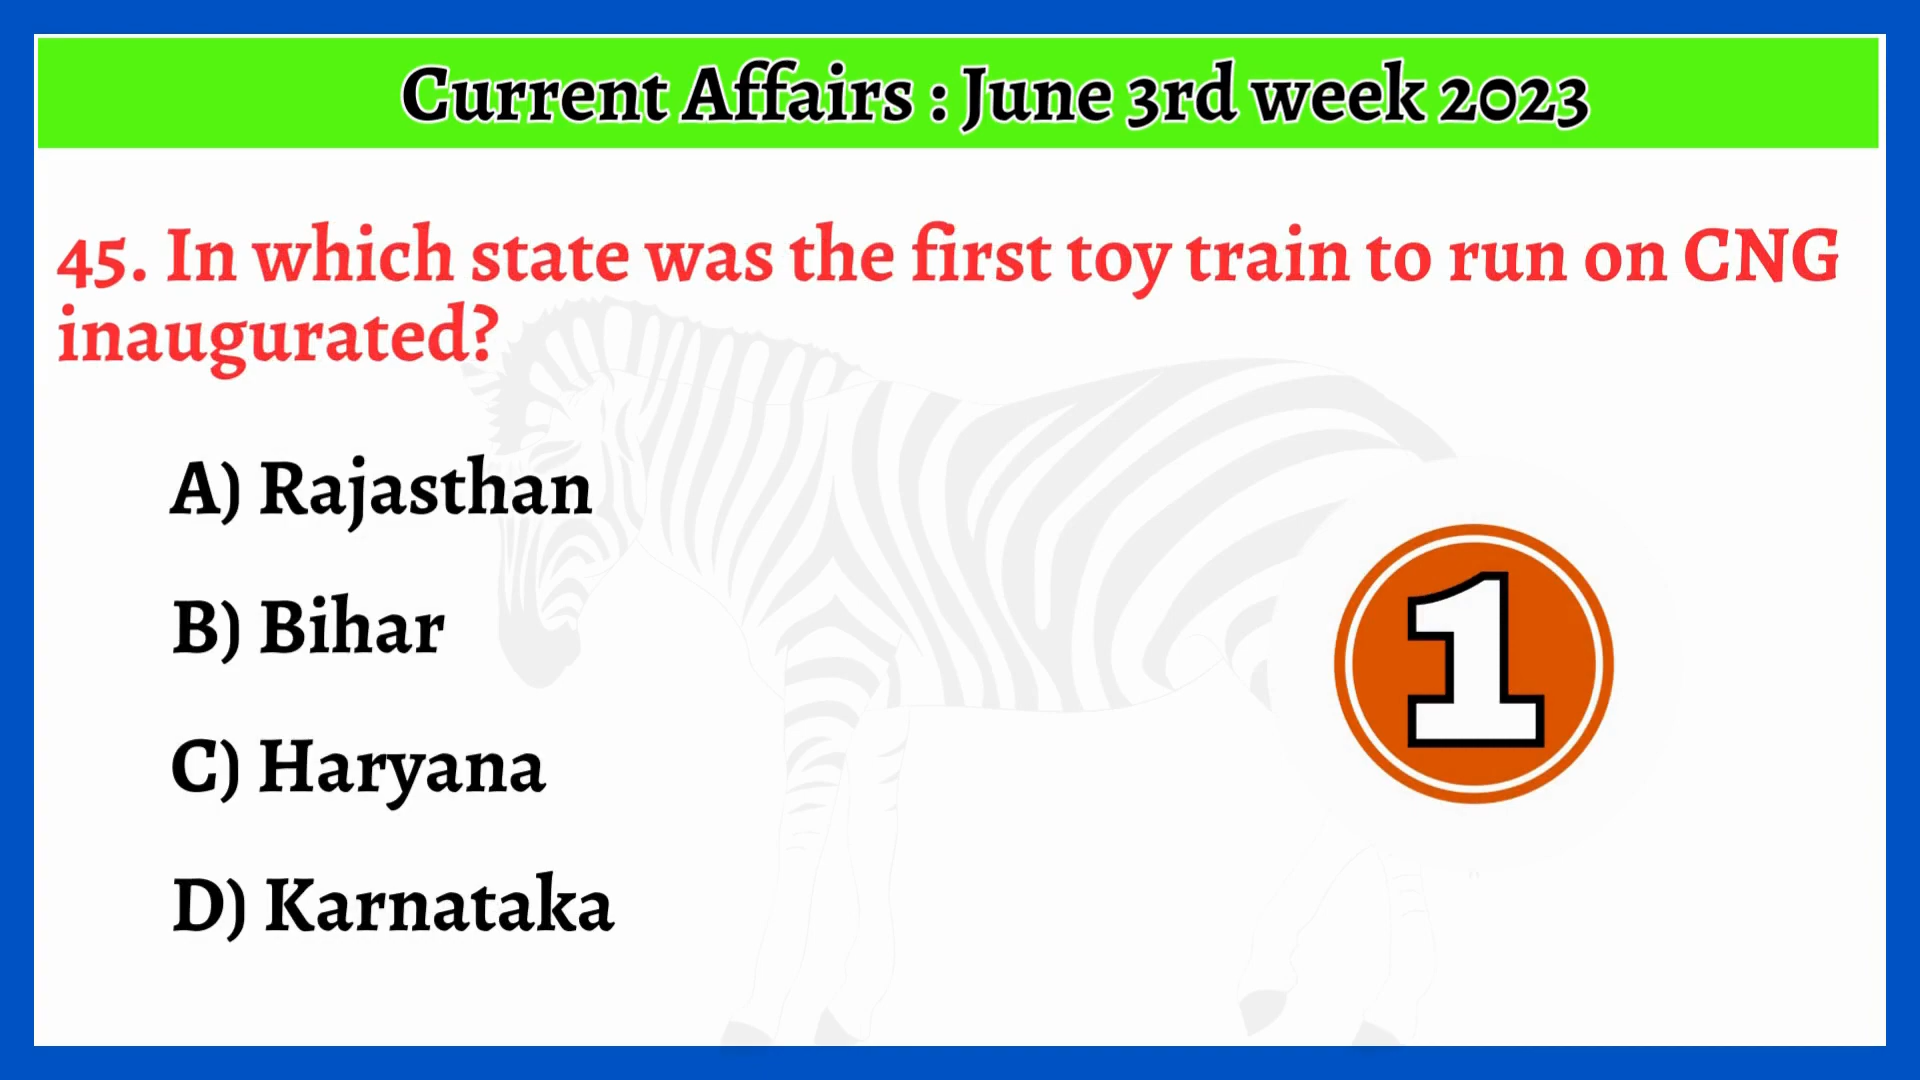 Current Affairs : June 3rd week 2023
45. In which state was the first toy train to run on CNG
inaugurated?
A) Rajasthan
B) Bihar
1
C) Haryana
D) Karnataka